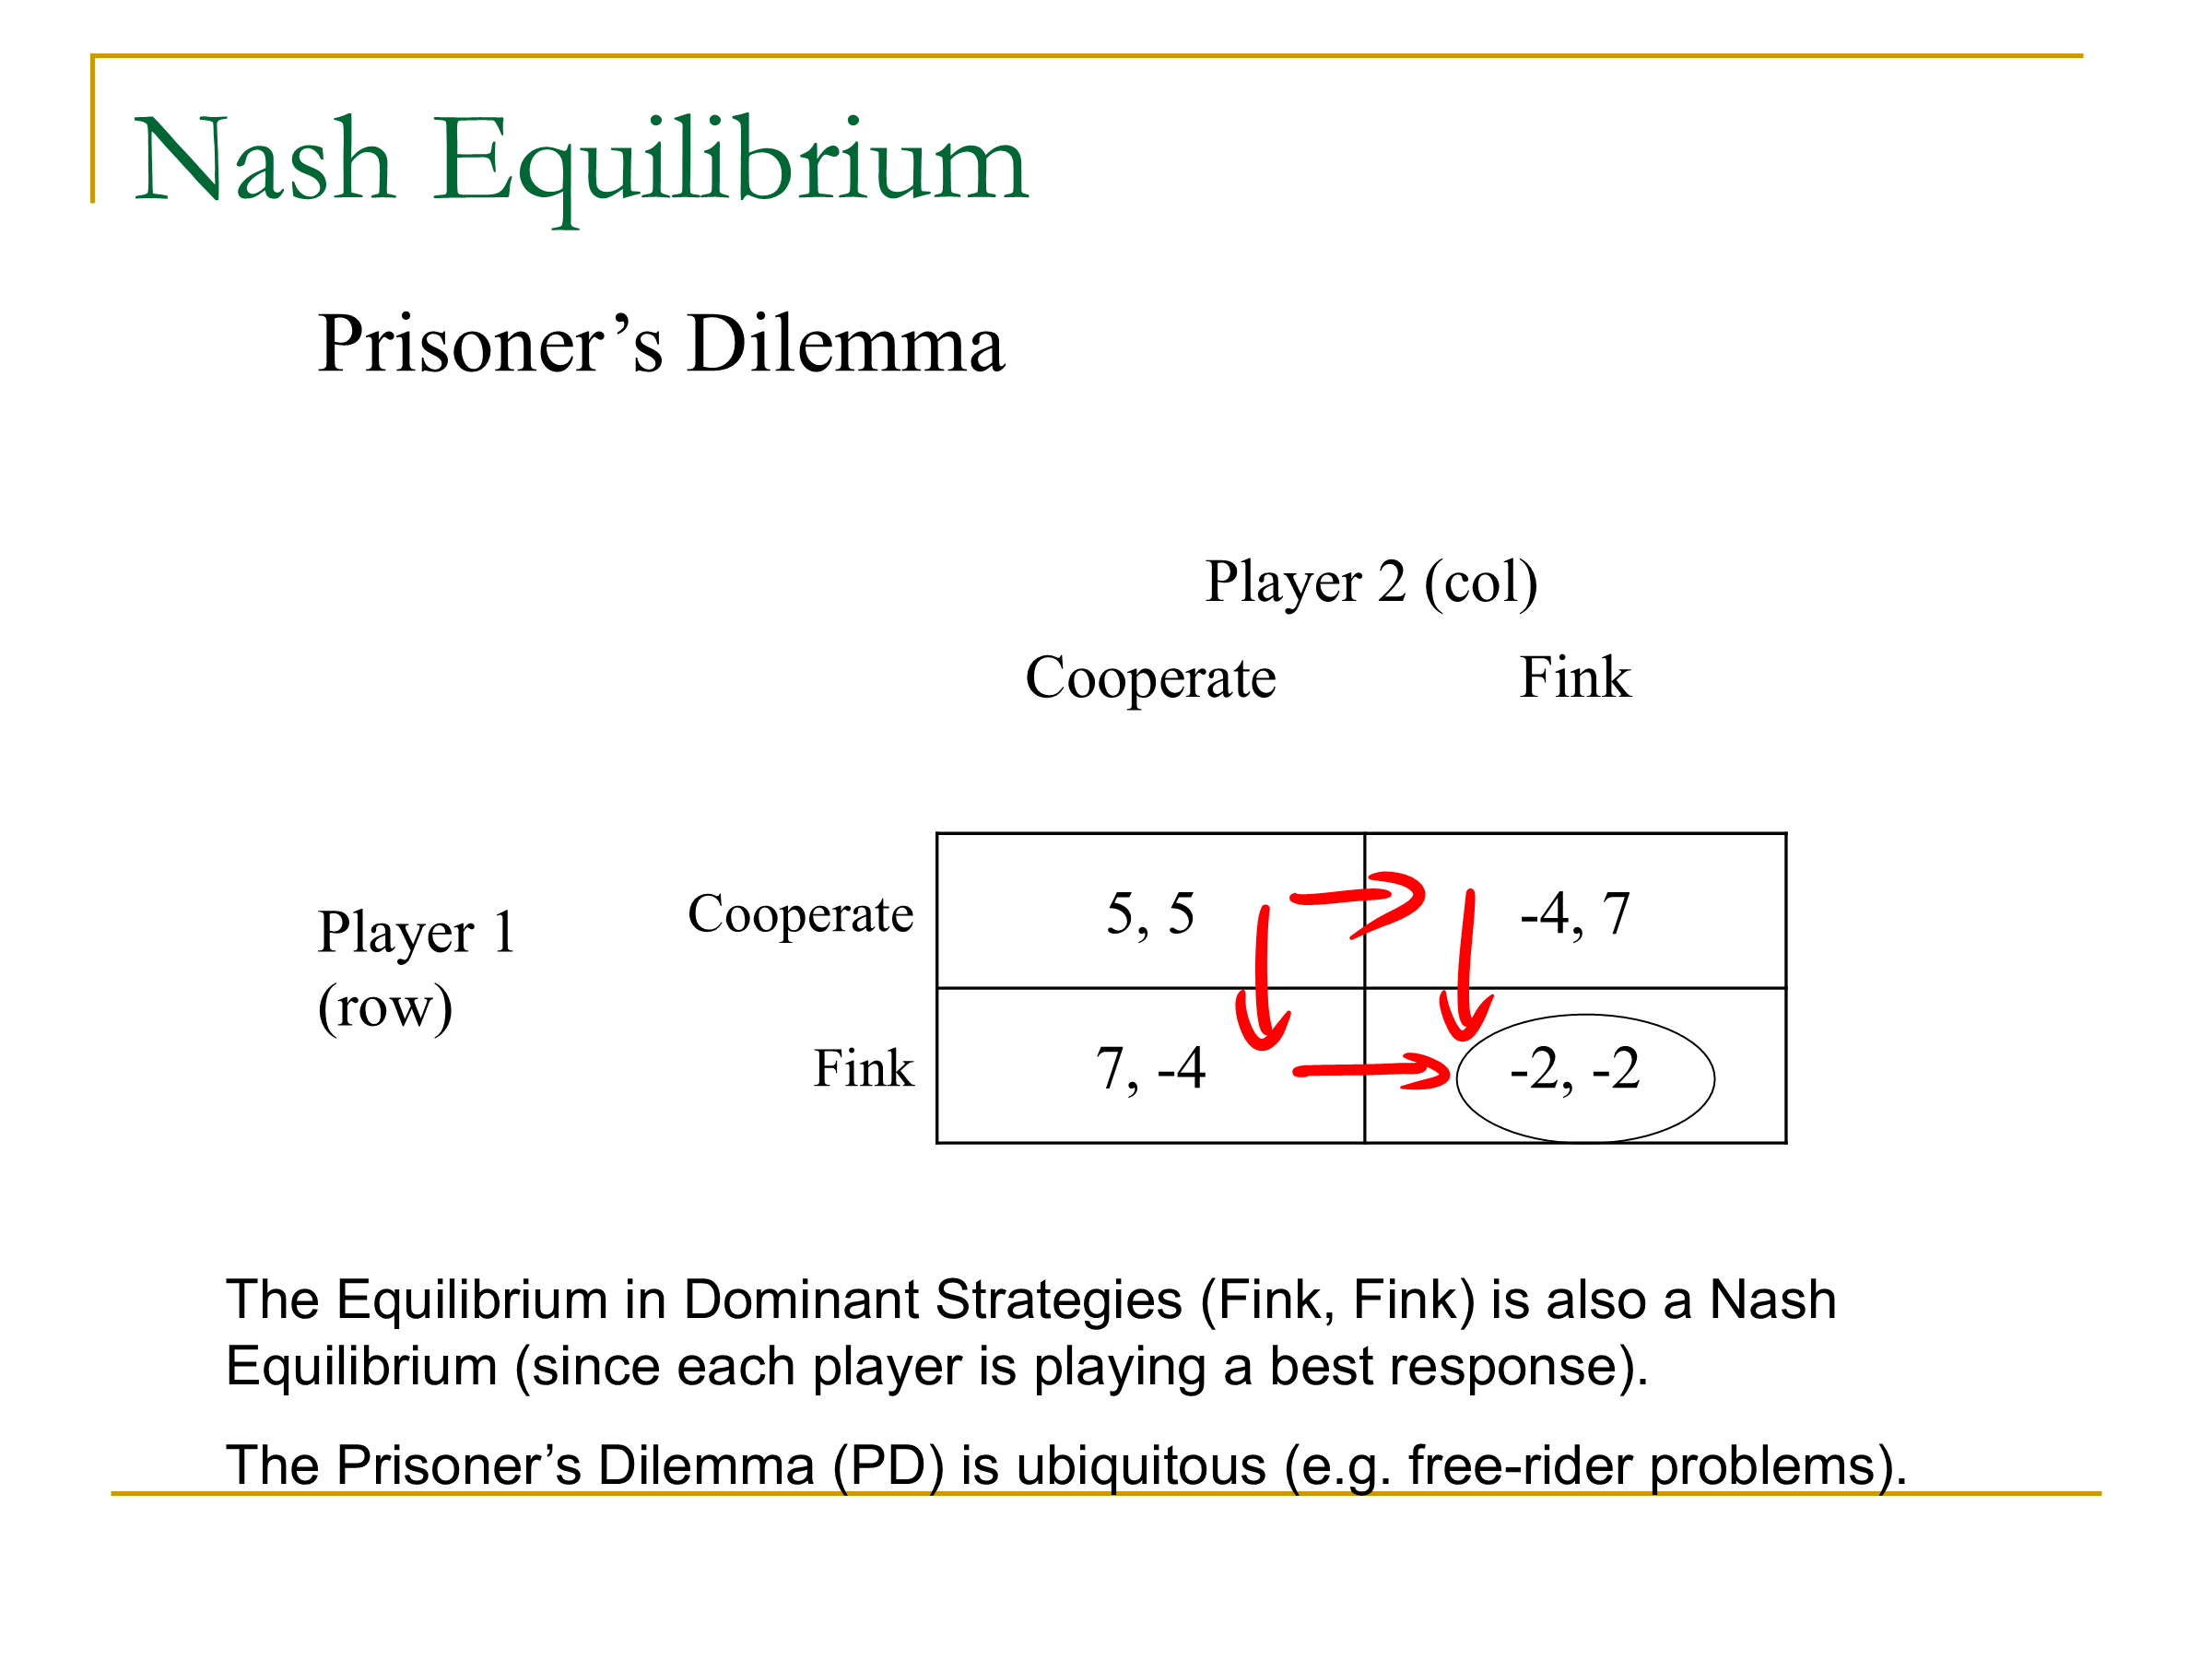 Nash Equilibrium
Prisoner’s Dilemma
Player 2 (col)
Cooperate Fink
Player 1
(row)
Cooperate 5, 5 -4, 7
Fink 7, -4 -2, -2
The Equilibrium in Dominant Strategies (Fink, Fink) is also a Nash
Equilibrium (since each player is playing a best response).
The Prisoner’s Dilemma (PD) is ubiquitous (e.g. free-rider problems).